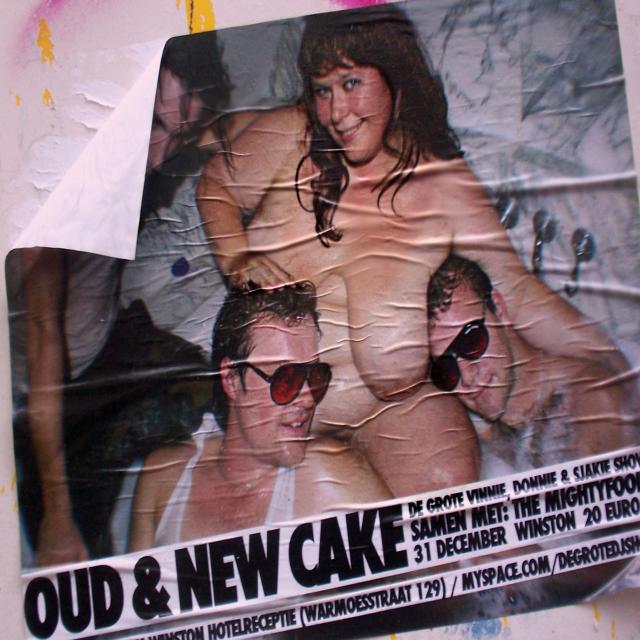 OUD & NEW CAKE
DE GROTE VINNIE, DONNIE & SJAKIE SHOW
SAMEN MET: THE MIGHTYFOO
31 DECEMBER WINSTON 20 EURO
WINSTON HOTELRECEPTIE (WARMOESSTRAAT 129) / MYSPACE.COM/DEGROTEDJSH